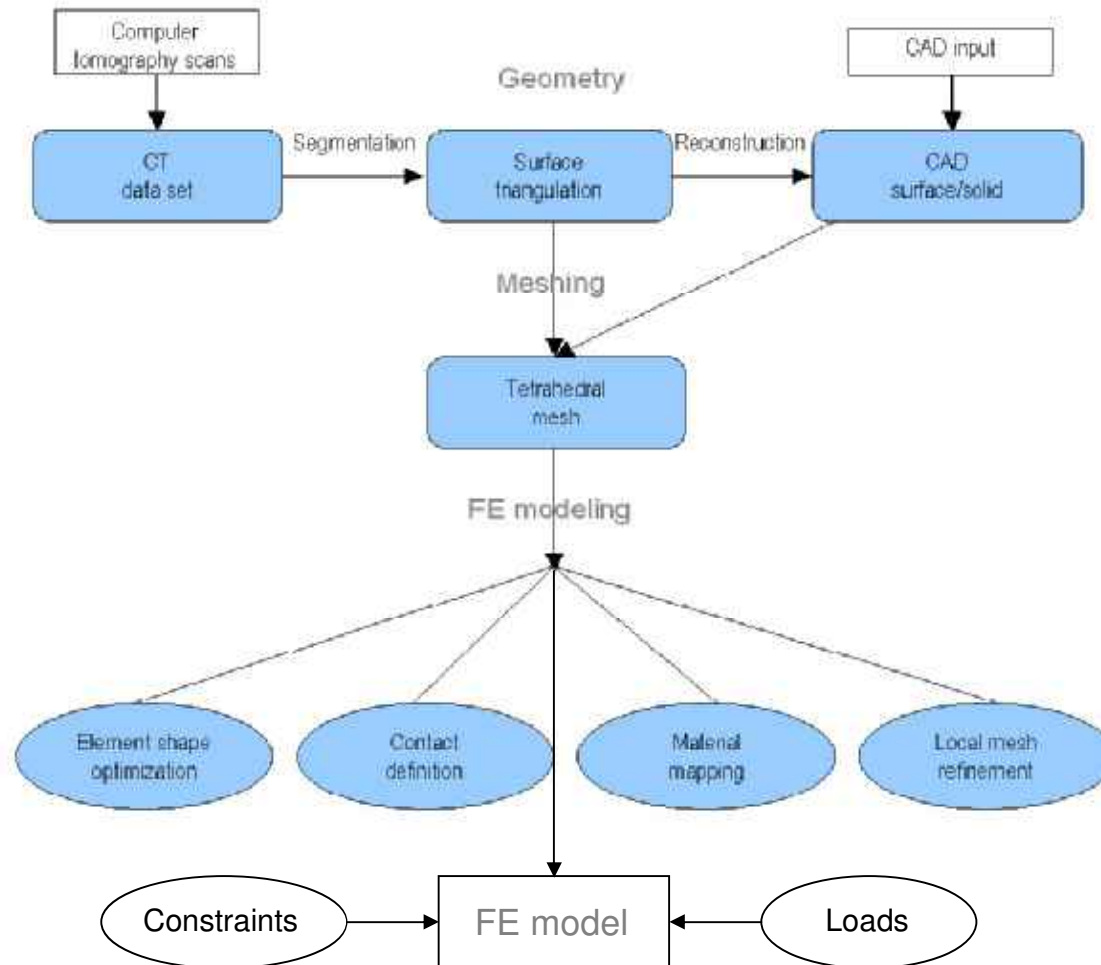 Computer
tomography scans
CAD input
Geometry
CT
data set
Segmentation
Surface
triangulation
Reconstruction
CAD
surface/solid
Meshing
Tetrahedral
mesh
FE modeling
Element shape
optimization
Contact
definition
Material
mapping
Local mesh
refinement
Constraints
FE model
Loads